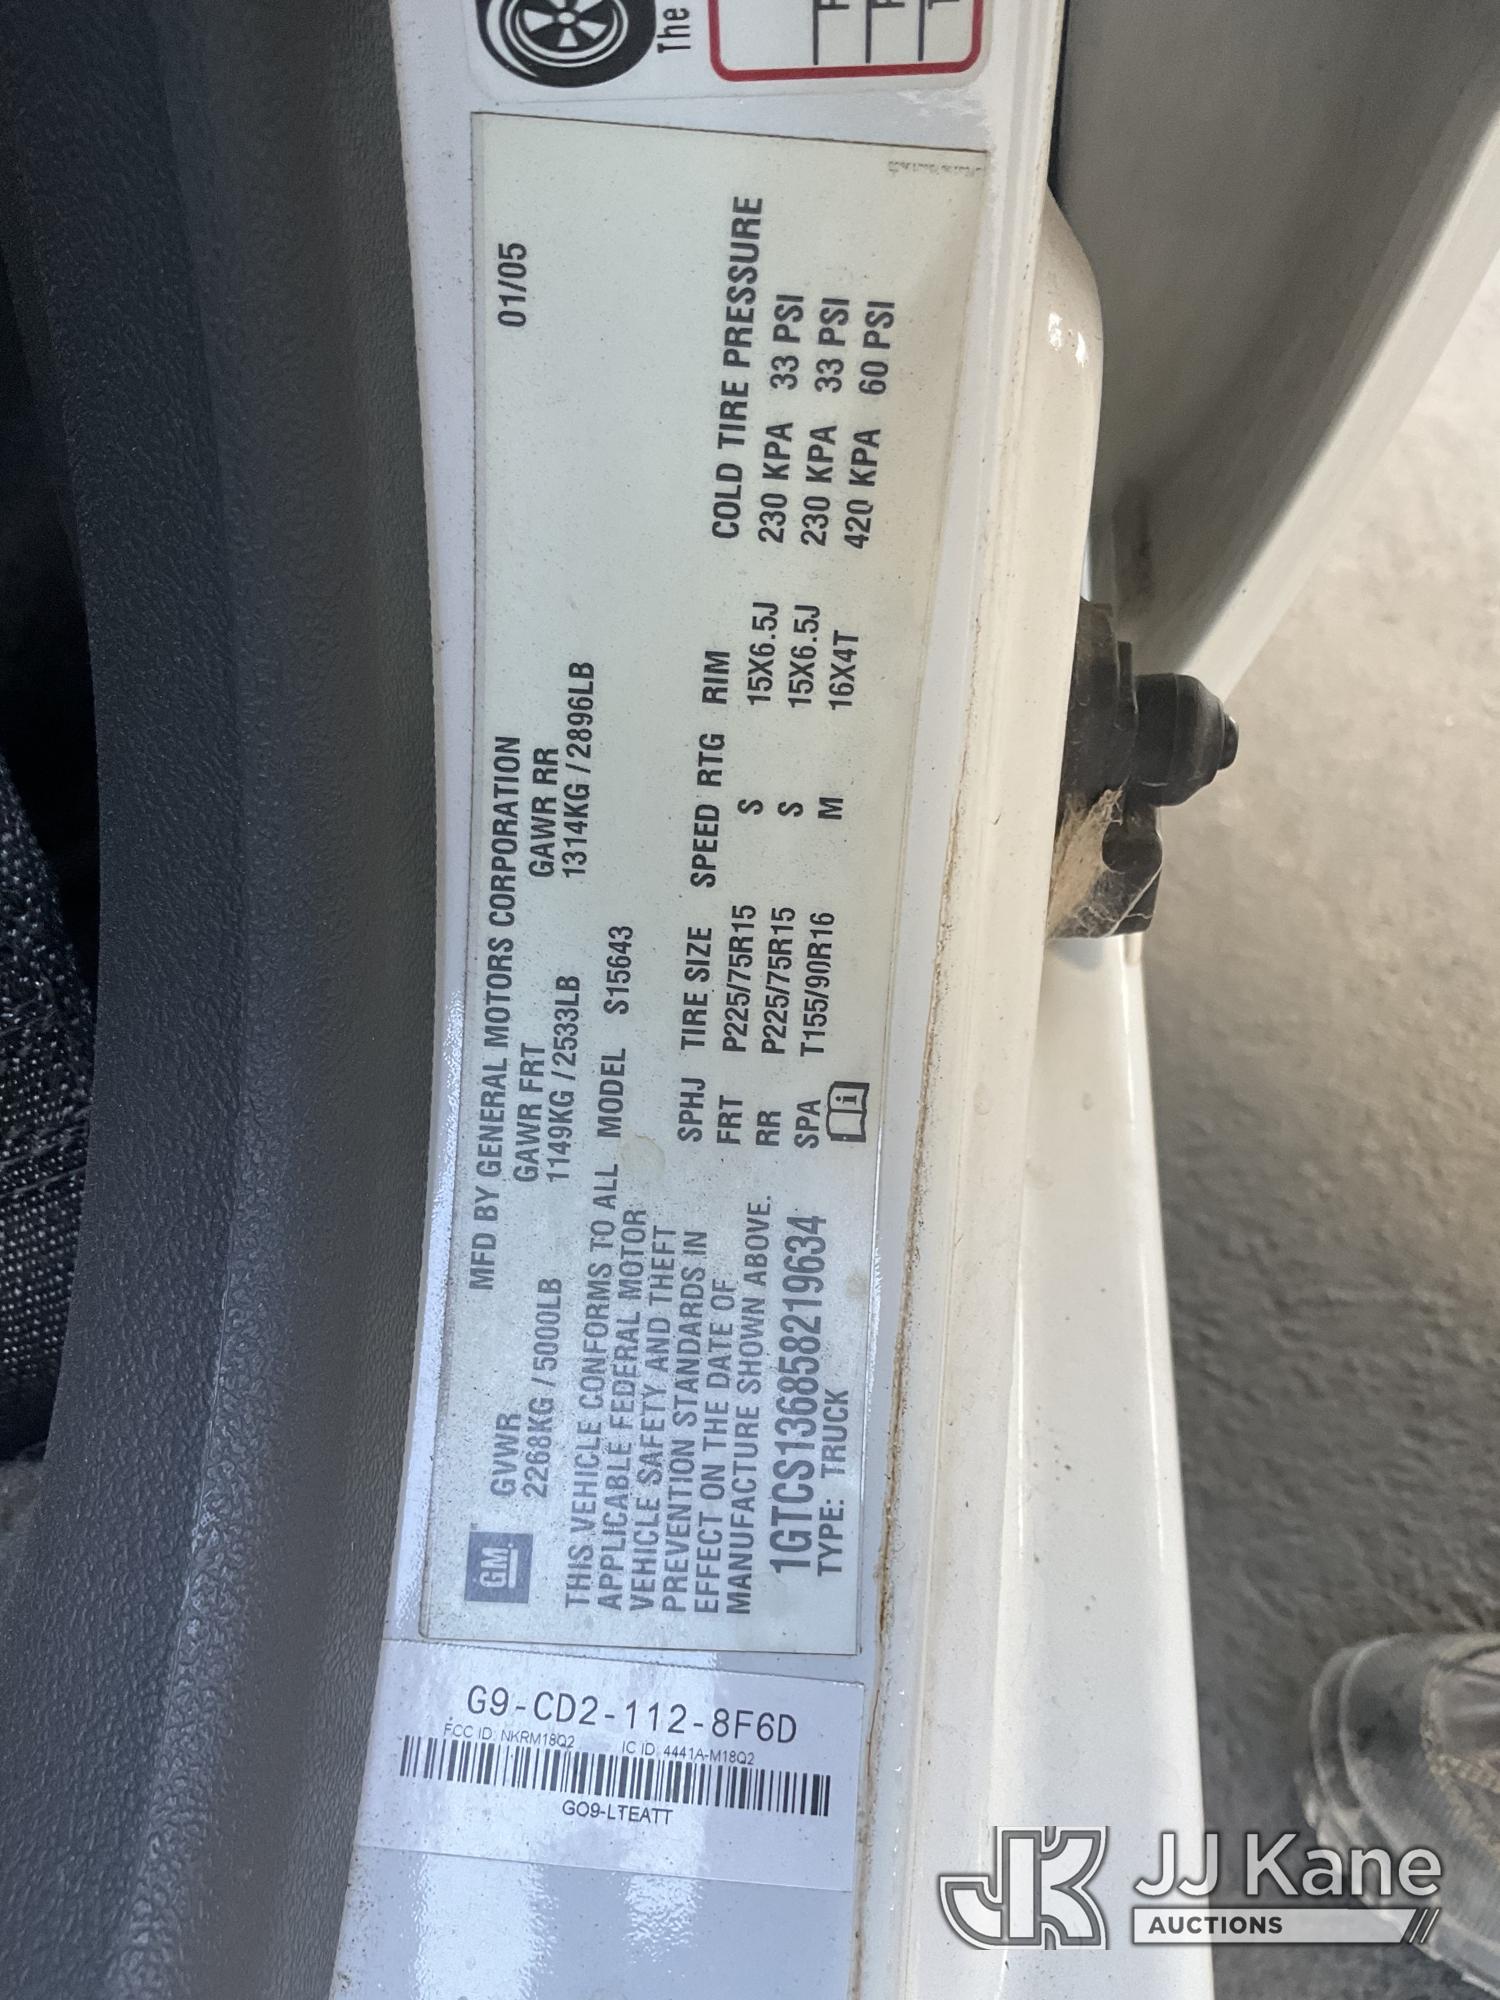 The
MFD BY GENERAL MOTORS CORPORATION 01/05
GM
GVWR GAWR FRT GAWR RR
2268KG / 5000LB 1149KG / 2533LB 1314KG / 2896LB
THIS VEHICLE CONFORMS TO ALL
APPLICABLE FEDERAL MOTOR
VEHICLE SAFETY AND THEFT
PREVENTION STANDARDS IN
EFFECT ON THE DATE OF
MANUFACTURE SHOWN ABOVE.
1GTCS136858219634
TYPE: TRUCK
MODEL S15643
SPHJ TIRE SIZE SPEED RTG RIM COLD TIRE PRESSURE
FRT P225/75R15 S 15X6.5J 230 KPA 33 PSI
RR P225/75R15 S 15X6.5J 230 KPA 33 PSI
SPA T155/90R16 M 16X4T 420 KPA 60 PSI
G9-CD2-112-8F6D
FCC ID: NKRM18Q2 IC ID: 4441A-M18Q2
GO9-LTEATT
JK
JJ Kane
AUCTIONS